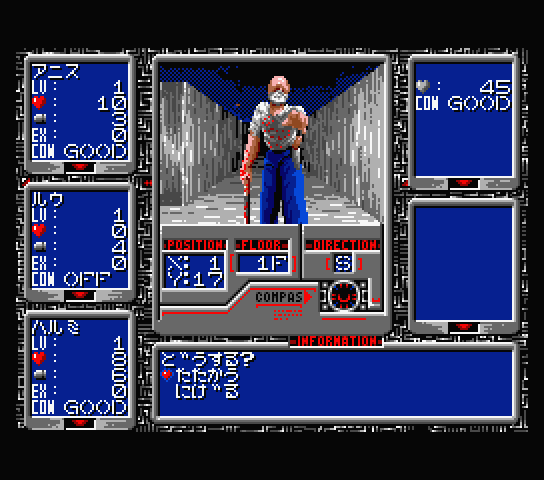 アニス
LV : 1
♥ : 10
: 3
EX : 0
CON GOOD
ルウ
LV : 1
♥ : 0
: 4
EX : 0
CON OFF
ハルミ
LV : 1
♥ : 8
: 6
EX : 0
CON GOOD
POSITION
X: 1
Y:17
FLOOR
1F
DIRECTION
S
COMPAS
♥ : 45
CON GOOD
INFORMATION
どうする?
♥たたかう
にげる